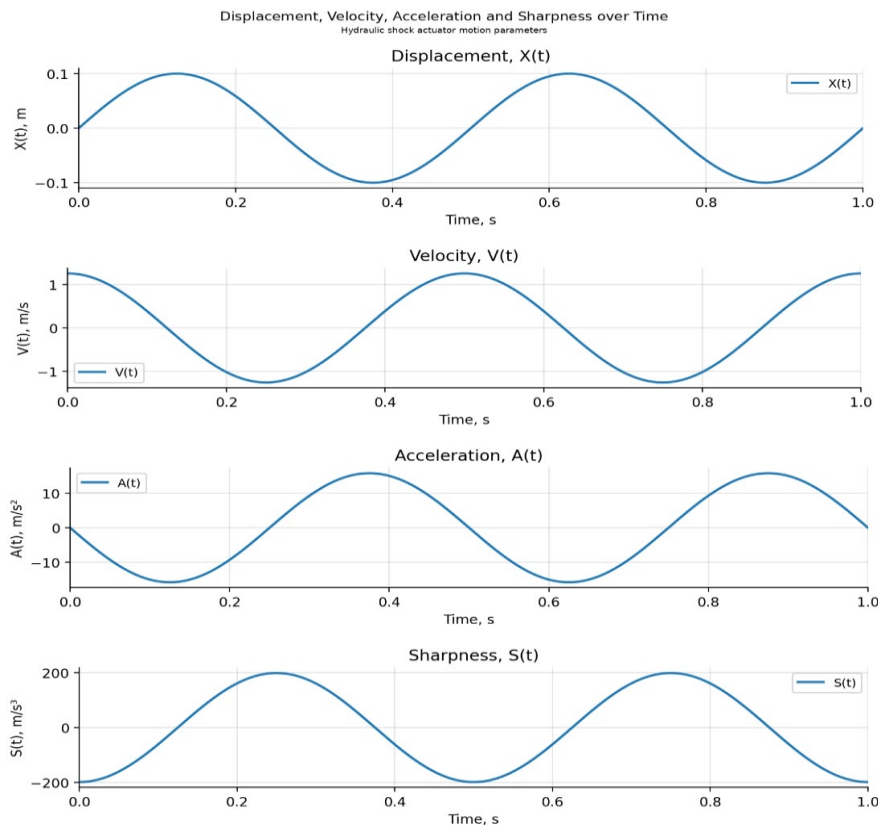 Displacement, Velocity, Acceleration and Sharpness over Time
Hydraulic shock actuator motion parameters
Displacement, X(t)
0.1
0.0
−0.1
X(t), m
X(t)
0.0 0.2 0.4 0.6 0.8 1.0
Time, s
Velocity, V(t)
1
0
−1
V(t), m/s
V(t)
0.0 0.2 0.4 0.6 0.8 1.0
Time, s
Acceleration, A(t)
10
0
−10
A(t), m/s²
A(t)
0.0 0.2 0.4 0.6 0.8 1.0
Time, s
Sharpness, S(t)
200
0
−200
S(t), m/s³
S(t)
0.0 0.2 0.4 0.6 0.8 1.0
Time, s